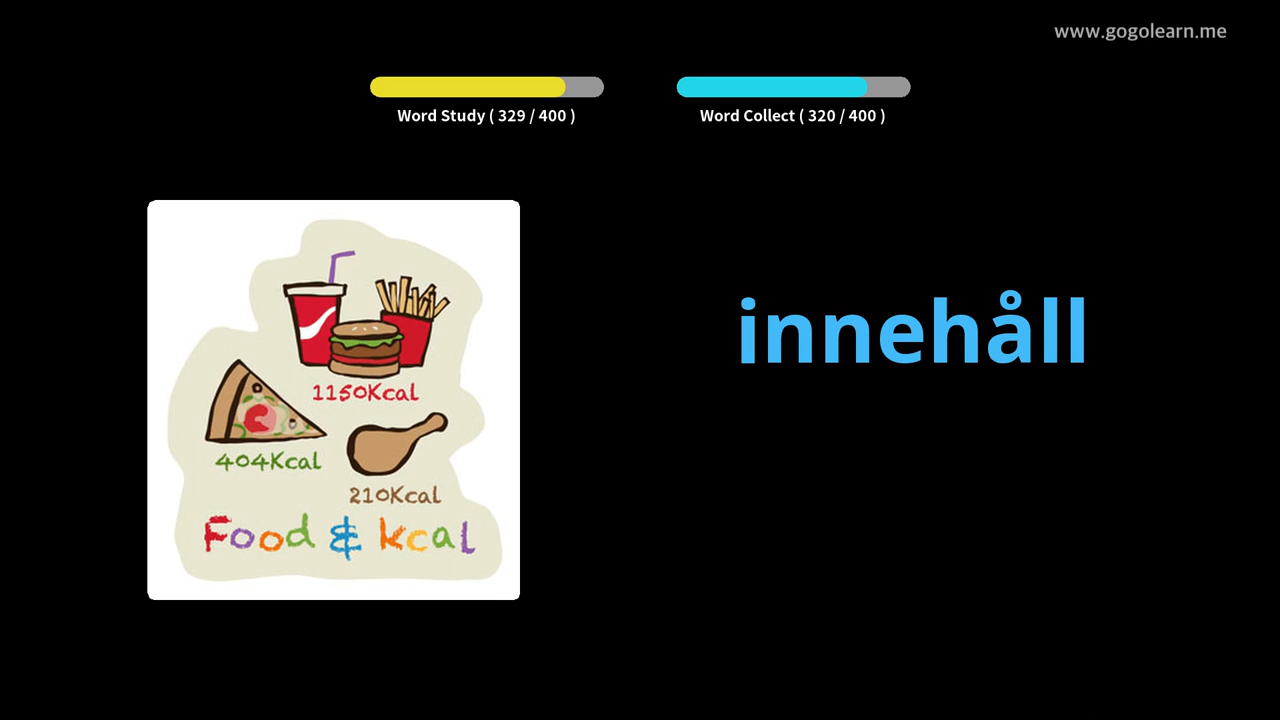 www.gogolearn.me
Word Study ( 329 / 400 )
Word Collect ( 320 / 400 )
1150Kcal
404Kcal
210Kcal
Food & kcal
innehåll